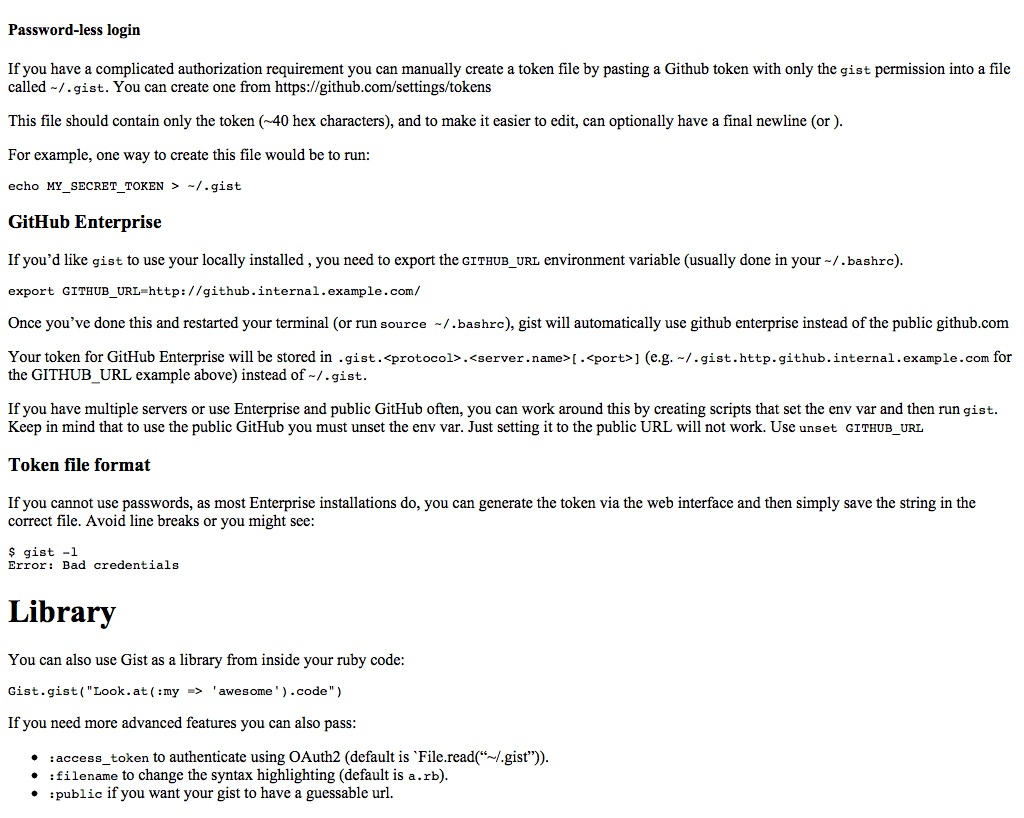 Password-less login
If you have a complicated authorization requirement you can manually create a token file by pasting a Github token with only the gist permission into a file
called ~/.gist. You can create one from https://github.com/settings/tokens
This file should contain only the token (~40 hex characters), and to make it easier to edit, can optionally have a final newline (or ).
For example, one way to create this file would be to run:
echo MY_SECRET_TOKEN > ~/.gist
GitHub Enterprise
If you’d like gist to use your locally installed , you need to export the GITHUB_URL environment variable (usually done in your ~/.bashrc).
export GITHUB_URL=http://github.internal.example.com/
Once you’ve done this and restarted your terminal (or run source ~/.bashrc), gist will automatically use github enterprise instead of the public github.com
Your token for GitHub Enterprise will be stored in .gist.<protocol>.<server.name>[.<port>] (e.g. ~/.gist.http.github.internal.example.com for
the GITHUB_URL example above) instead of ~/.gist.
If you have multiple servers or use Enterprise and public GitHub often, you can work around this by creating scripts that set the env var and then run gist.
Keep in mind that to use the public GitHub you must unset the env var. Just setting it to the public URL will not work. Use unset GITHUB_URL
Token file format
If you cannot use passwords, as most Enterprise installations do, you can generate the token via the web interface and then simply save the string in the
correct file. Avoid line breaks or you might see:
$ gist -l
Error: Bad credentials
Library
You can also use Gist as a library from inside your ruby code:
Gist.gist("Look.at(:my => 'awesome').code")
If you need more advanced features you can also pass:
• :access_token to authenticate using OAuth2 (default is `File.read(“~/.gist”)).
• :filename to change the syntax highlighting (default is a.rb).
• :public if you want your gist to have a guessable url.